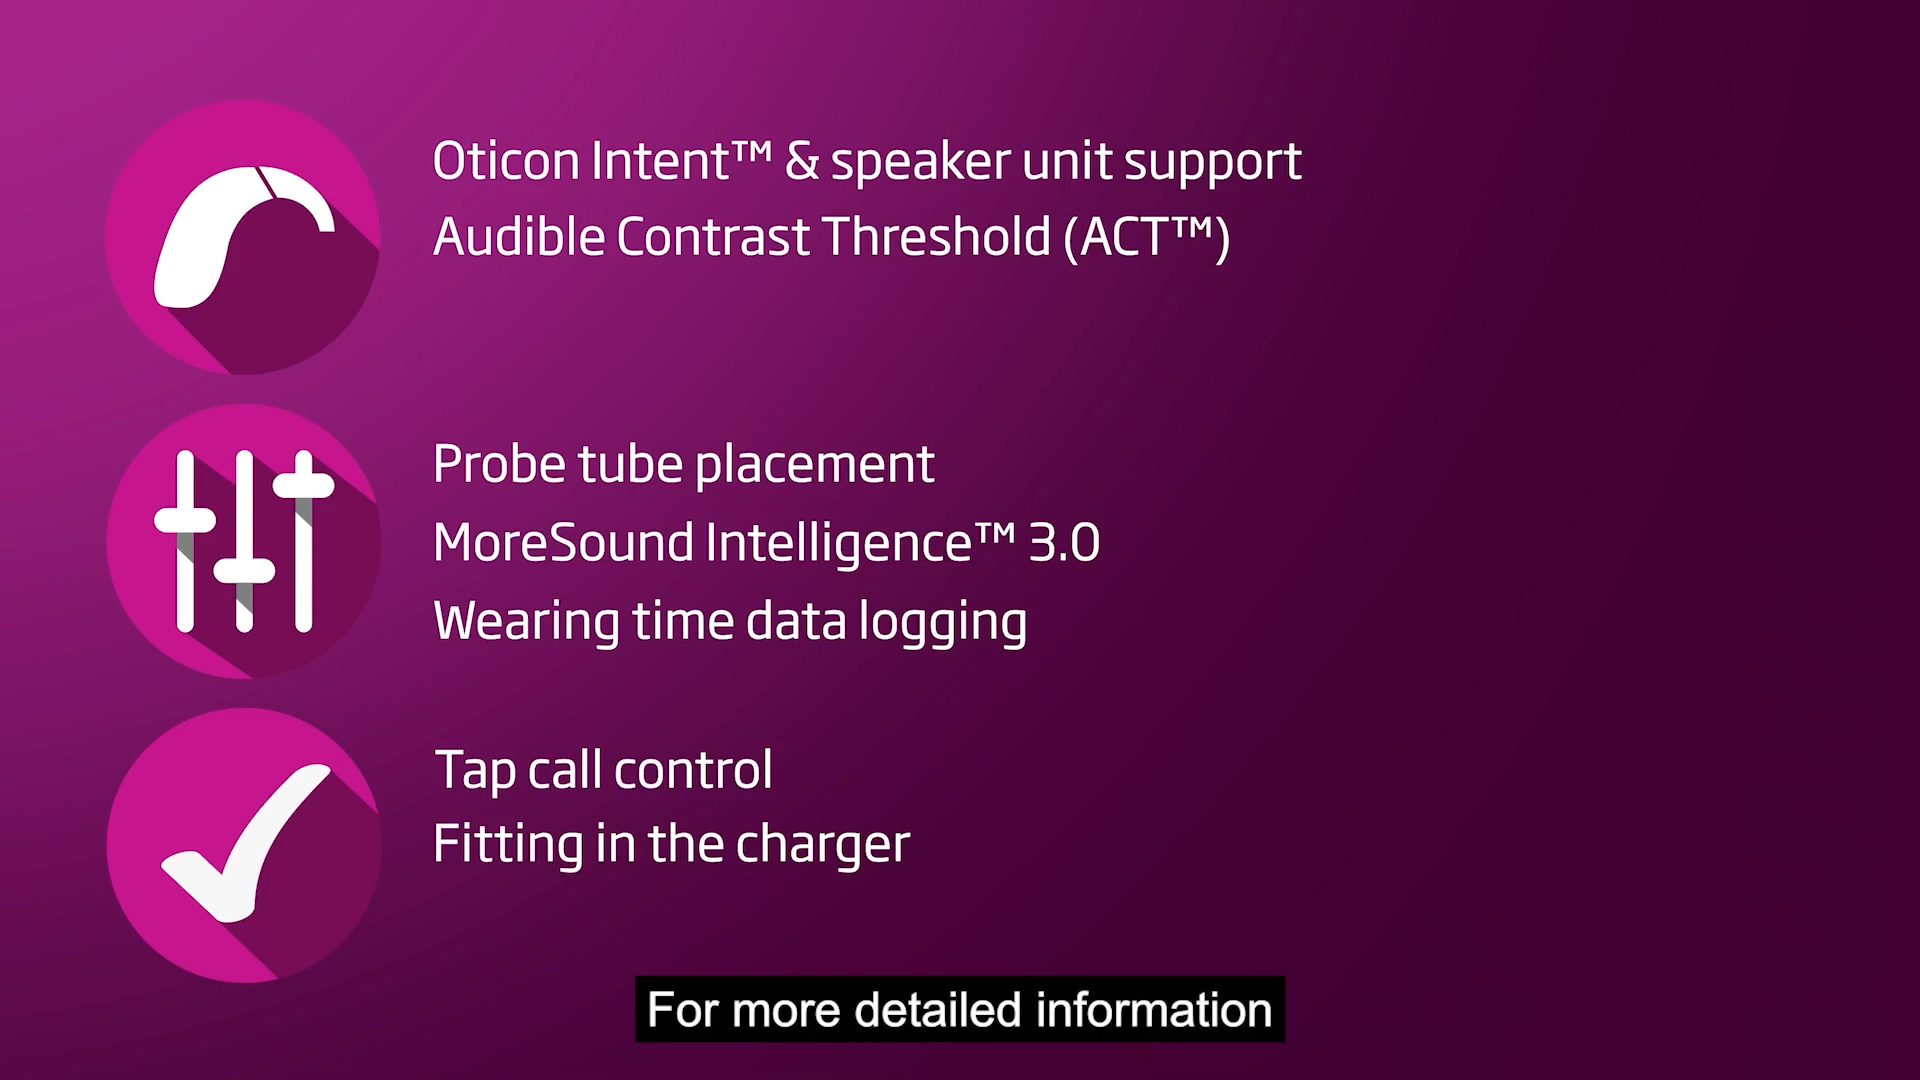 Oticon Intent™ & speaker unit support
Audible Contrast Threshold (ACT™)
Probe tube placement
MoreSound Intelligence™ 3.0
Wearing time data logging
Tap call control
Fitting in the charger
For more detailed information